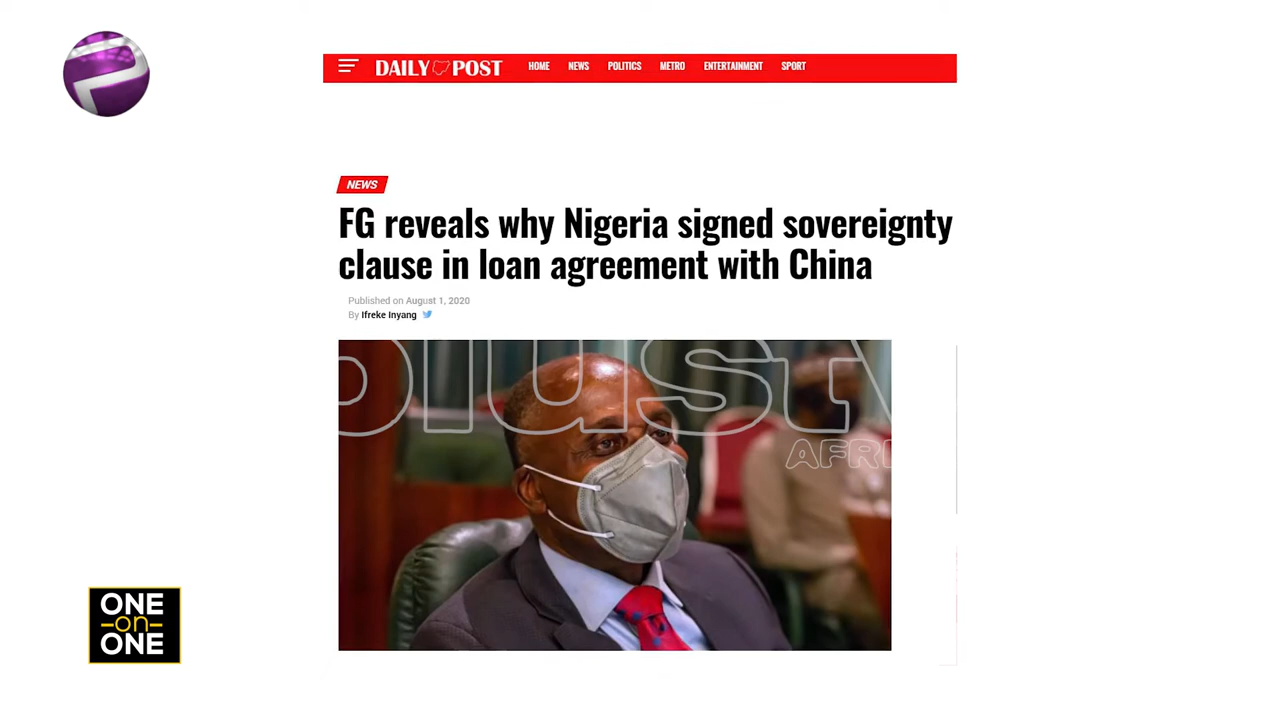 DAILY POST HOME NEWS POLITICS METRO ENTERTAINMENT SPORT
NEWS
FG reveals why Nigeria signed sovereignty
clause in loan agreement with China
Published on August 1, 2020
By Ifreke Inyang
AFRI
ONE
on
ONE